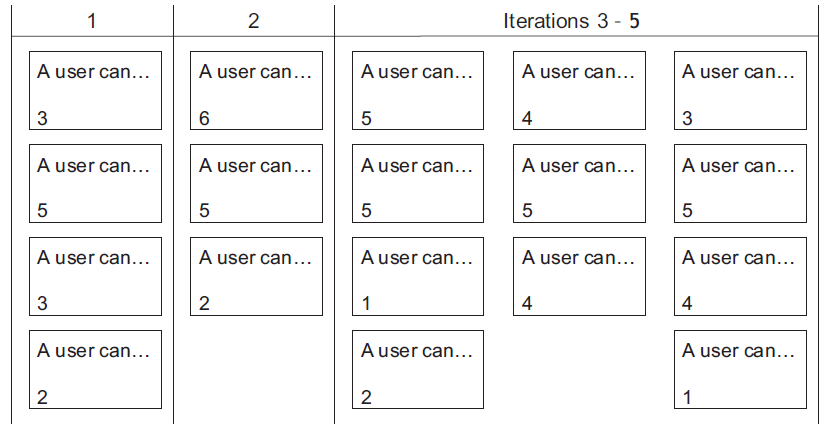 1 2 Iterations 3 - 5
A user can... A user can... A user can... A user can... A user can...
3 6 5 4 3
A user can... A user can... A user can... A user can... A user can...
5 5 5 5 5
A user can... A user can... A user can... A user can... A user can...
3 2 1 4 4
A user can... A user can... A user can...
2 2 1